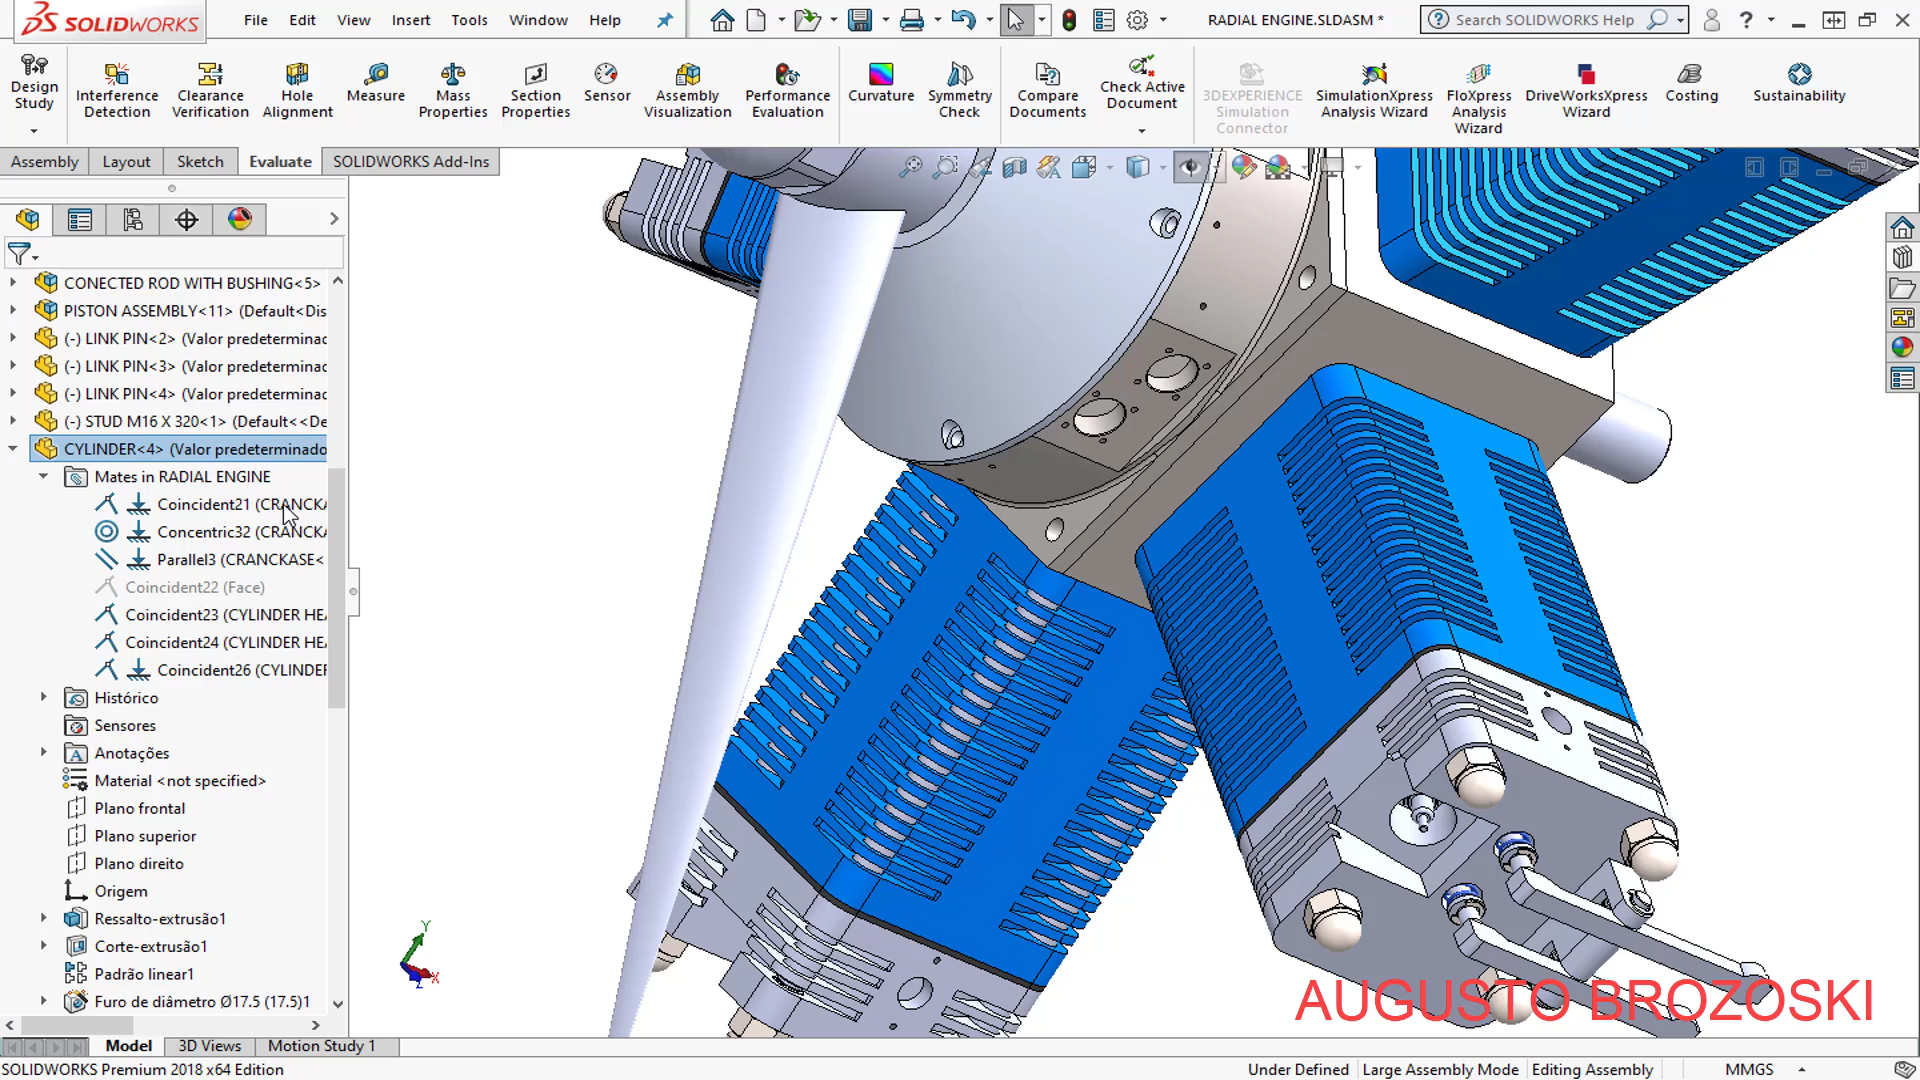 SOLIDWORKS
File Edit View Insert Tools Window Help
RADIAL ENGINE.SLDASM *
Search SOLIDWORKS Help
Design Study
Interference Detection
Clearance Verification
Hole Alignment
Measure
Mass Properties
Section Properties
Sensor
Assembly Visualization
Performance Evaluation
Curvature
Symmetry Check
Compare Documents
Check Active Document
3DEXPERIENCE Simulation Connector
SimulationXpress Analysis Wizard
FloXpress Analysis Wizard
DriveWorksXpress Wizard
Costing
Sustainability
Assembly Layout Sketch Evaluate SOLIDWORKS Add-Ins
CONECTED ROD WITH BUSHING<5>
PISTON ASSEMBLY<11> (Default<Dis
(-) LINK PIN<2> (Valor predeterminac
(-) LINK PIN<3> (Valor predeterminac
(-) LINK PIN<4> (Valor predeterminac
(-) STUD M16 X 320<1> (Default<<De
CYLINDER<4> (Valor predeterminado
Mates in RADIAL ENGINE
Coincident21 (CRANCKA
Concentric32 (CRANCKA
Parallel3 (CRANCKASE<
Coincident22 (Face)
Coincident23 (CYLINDER HEA
Coincident24 (CYLINDER HEA
Coincident26 (CYLINDER
Histórico
Sensores
Anotações
Material <not specified>
Plano frontal
Plano superior
Plano direito
Origem
Ressalto-extrusão1
Corte-extrusão1
Padrão linear1
Furo de diâmetro Ø17.5 (17.5)1
Y
X
Z
AUGUSTO BROZOSKI
Model 3D Views Motion Study 1
SOLIDWORKS Premium 2018 x64 Edition
Under Defined Large Assembly Mode Editing Assembly MMGS